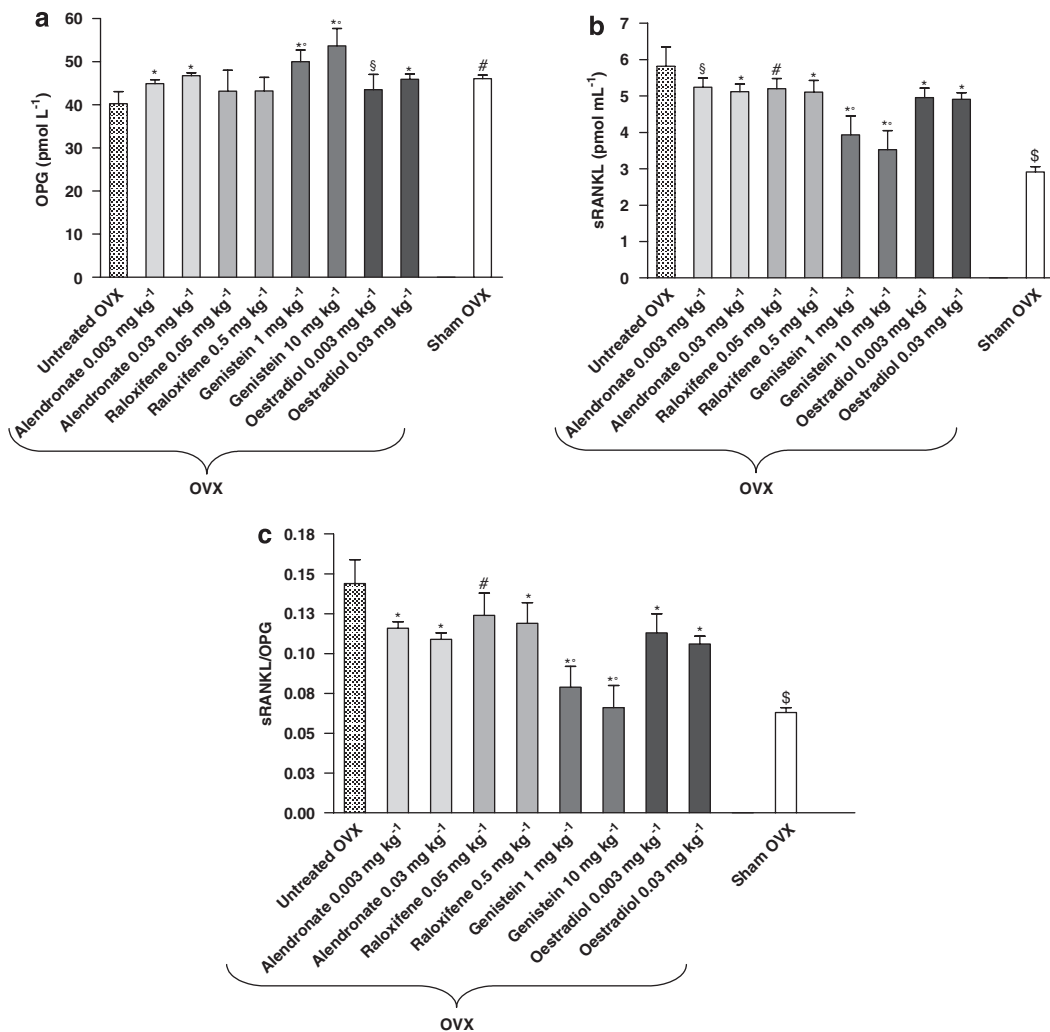 a
60
50
40
30
20
10
0
OPG (pmol L⁻¹)
*
*
*°
*°
§
*
#
Untreated OVX
Alendronate 0.003 mg kg⁻¹
Alendronate 0.03 mg kg⁻¹
Raloxifene 0.05 mg kg⁻¹
Raloxifene 0.5 mg kg⁻¹
Genistein 1 mg kg⁻¹
Genistein 10 mg kg⁻¹
Oestradiol 0.003 mg kg⁻¹
Oestradiol 0.03 mg kg⁻¹
Sham OVX
OVX
b
7
6
5
4
3
2
1
0
sRANKL (pmol mL⁻¹)
§
*
#
*
*°
*°
*
*
$
Untreated OVX
Alendronate 0.003 mg kg⁻¹
Alendronate 0.03 mg kg⁻¹
Raloxifene 0.05 mg kg⁻¹
Raloxifene 0.5 mg kg⁻¹
Genistein 1 mg kg⁻¹
Genistein 10 mg kg⁻¹
Oestradiol 0.003 mg kg⁻¹
Oestradiol 0.03 mg kg⁻¹
Sham OVX
OVX
c
0.18
0.15
0.13
0.10
0.08
0.05
0.03
0.00
sRANKL/OPG
*
*
#
*
*°
*°
*
*
$
Untreated OVX
Alendronate 0.003 mg kg⁻¹
Alendronate 0.03 mg kg⁻¹
Raloxifene 0.05 mg kg⁻¹
Raloxifene 0.5 mg kg⁻¹
Genistein 1 mg kg⁻¹
Genistein 10 mg kg⁻¹
Oestradiol 0.003 mg kg⁻¹
Oestradiol 0.03 mg kg⁻¹
Sham OVX
OVX